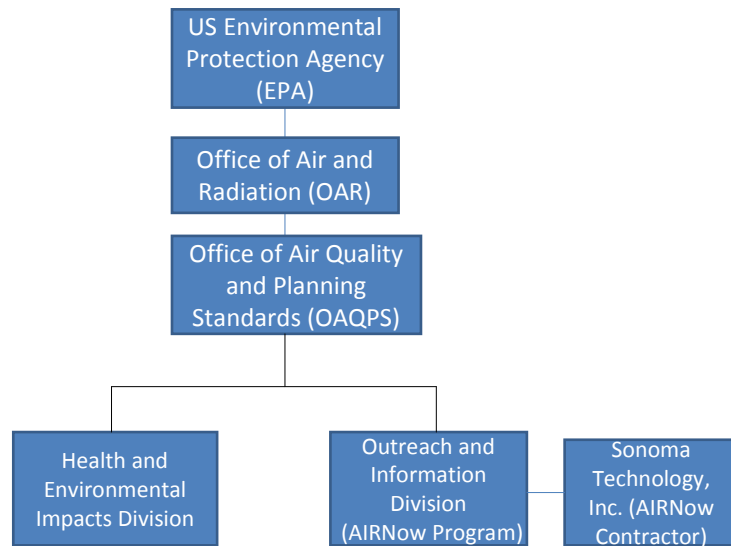 US Environmental
Protection Agency
(EPA)
Office of Air and
Radiation (OAR)
Office of Air Quality
and Planning
Standards (OAQPS)
Health and
Environmental
Impacts Division
Outreach and
Information
Division
(AIRNow Program)
Sonoma
Technology,
Inc. (AIRNow
Contractor)